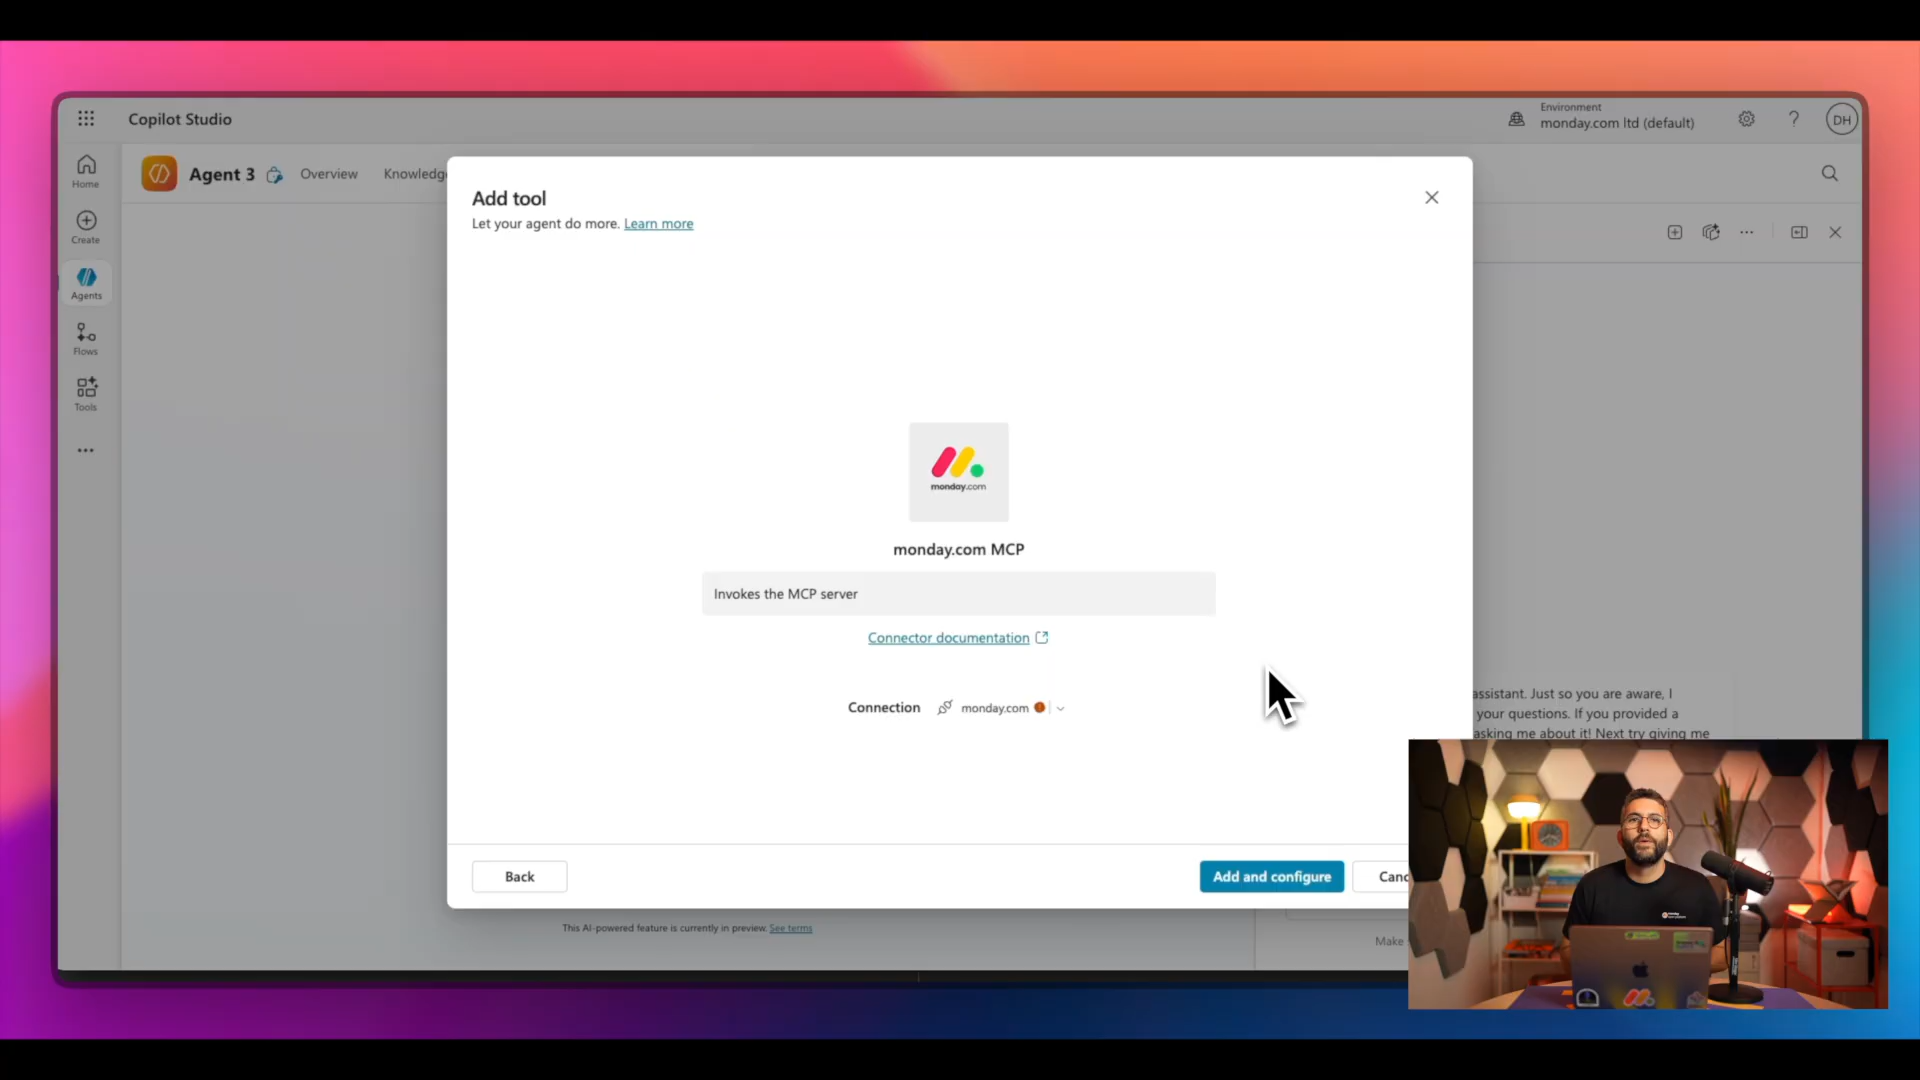 Copilot Studio
Environment
monday.com ltd (default)
DH
Home
Create
Agents
Flows
Tools
Agent 3
Overview
Knowledg
Add tool
Let your agent do more. Learn more
monday.com
monday.com MCP
Invokes the MCP server
Connector documentation
Connection
monday.com
assistant. Just so you are aware, I
your questions. If you provided a
asking me about it! Next try giving me
Back
Add and configure
Canc
This AI-powered feature is currently in preview. See terms
Make